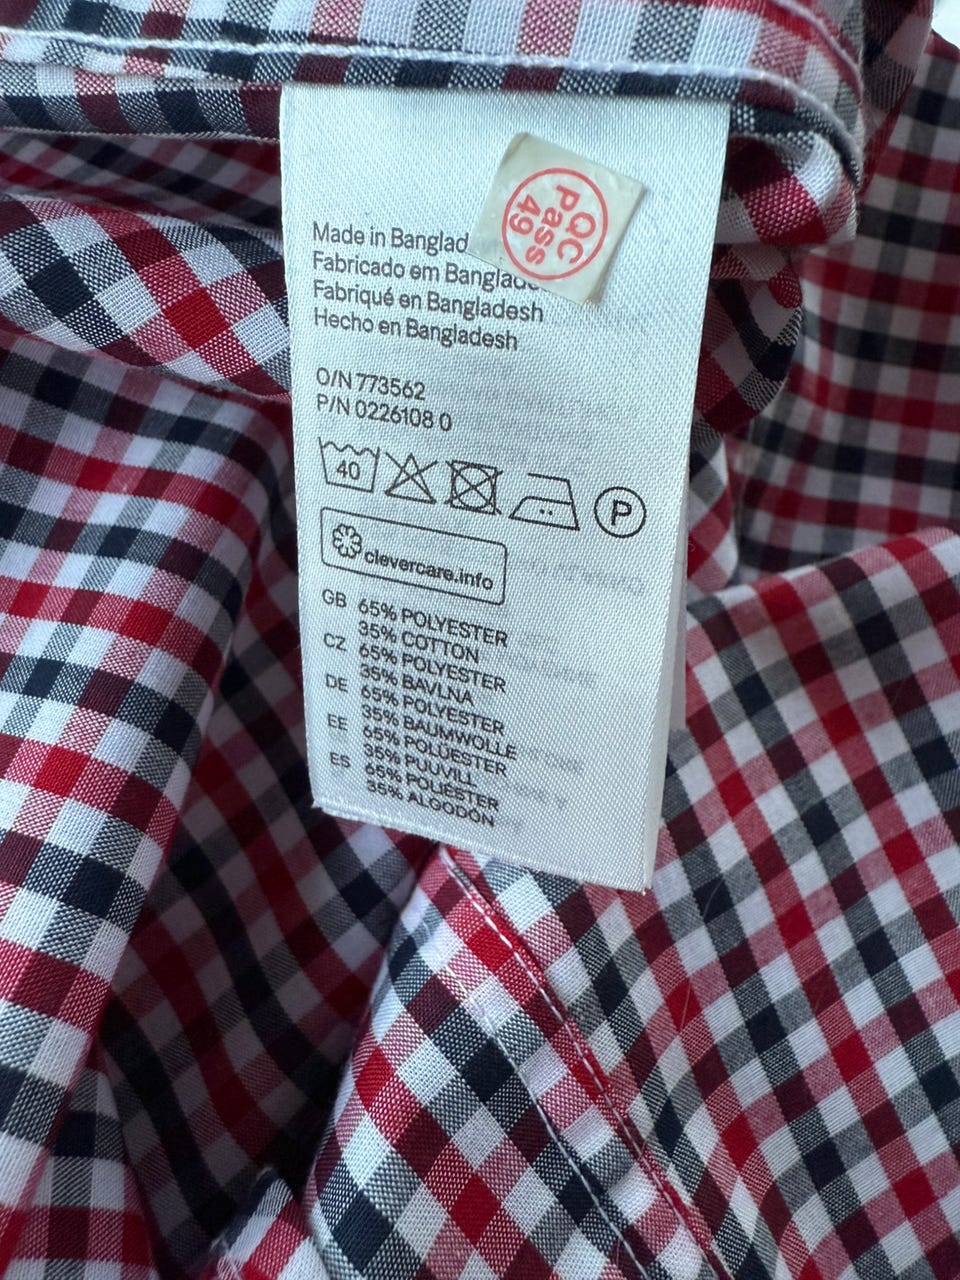 QC
Pass
49
Made in Banglad
Fabricado em Banglade
Fabriqué en Bangladesh
Hecho en Bangladesh
O/N 773562
P/N 0226108 0
40
P
clevercare.info
GB 65% POLYESTER
35% COTTON
CZ 65% POLYESTER
35% BAVLNA
DE 65% POLYESTER
35% BAUMWOLLE
EE 65% POLÜESTER
35% PUUVILL
ES 65% POLIÉSTER
35% ALGODÓN